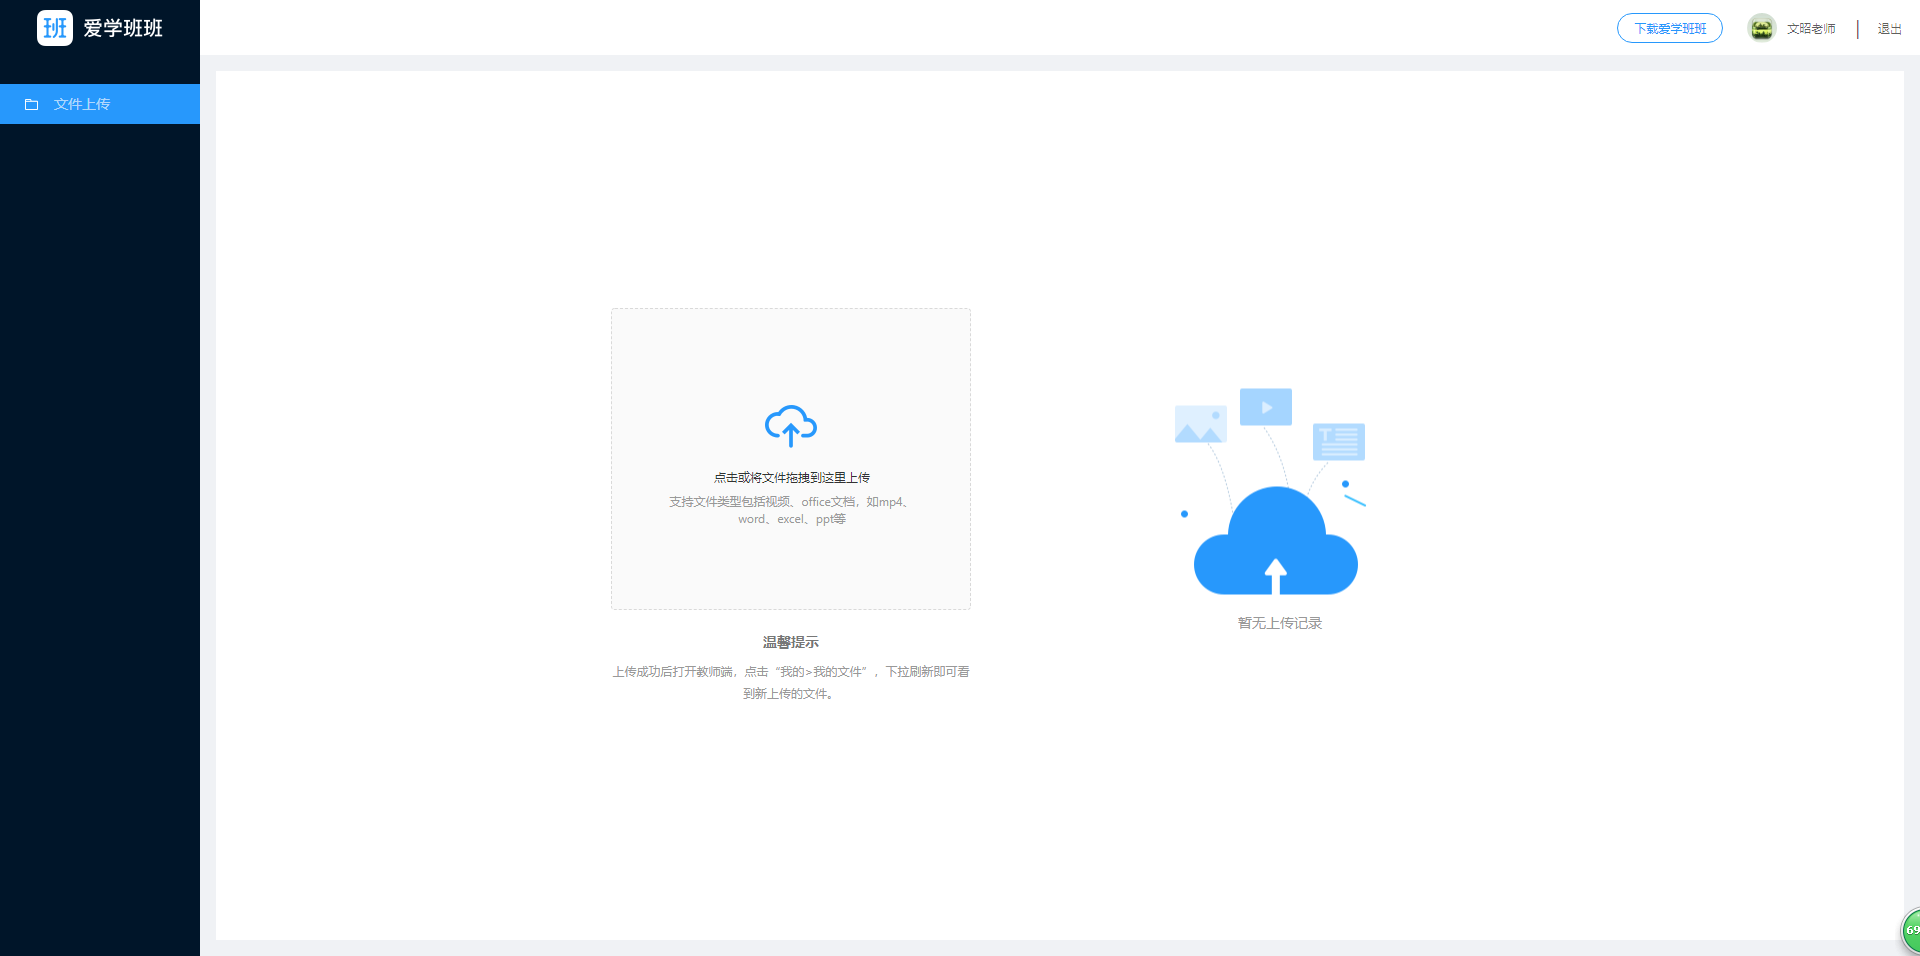 班 爱学班班
下载爱学班班 文昭老师 退出
文件上传
点击或将文件拖拽到这里上传
支持文件类型包括视频、office文档，如mp4、
word、excel、ppt等
T
暂无上传记录
温馨提示
上传成功后打开教师端，点击“我的>我的文件”，下拉刷新即可看
到新上传的文件。
69